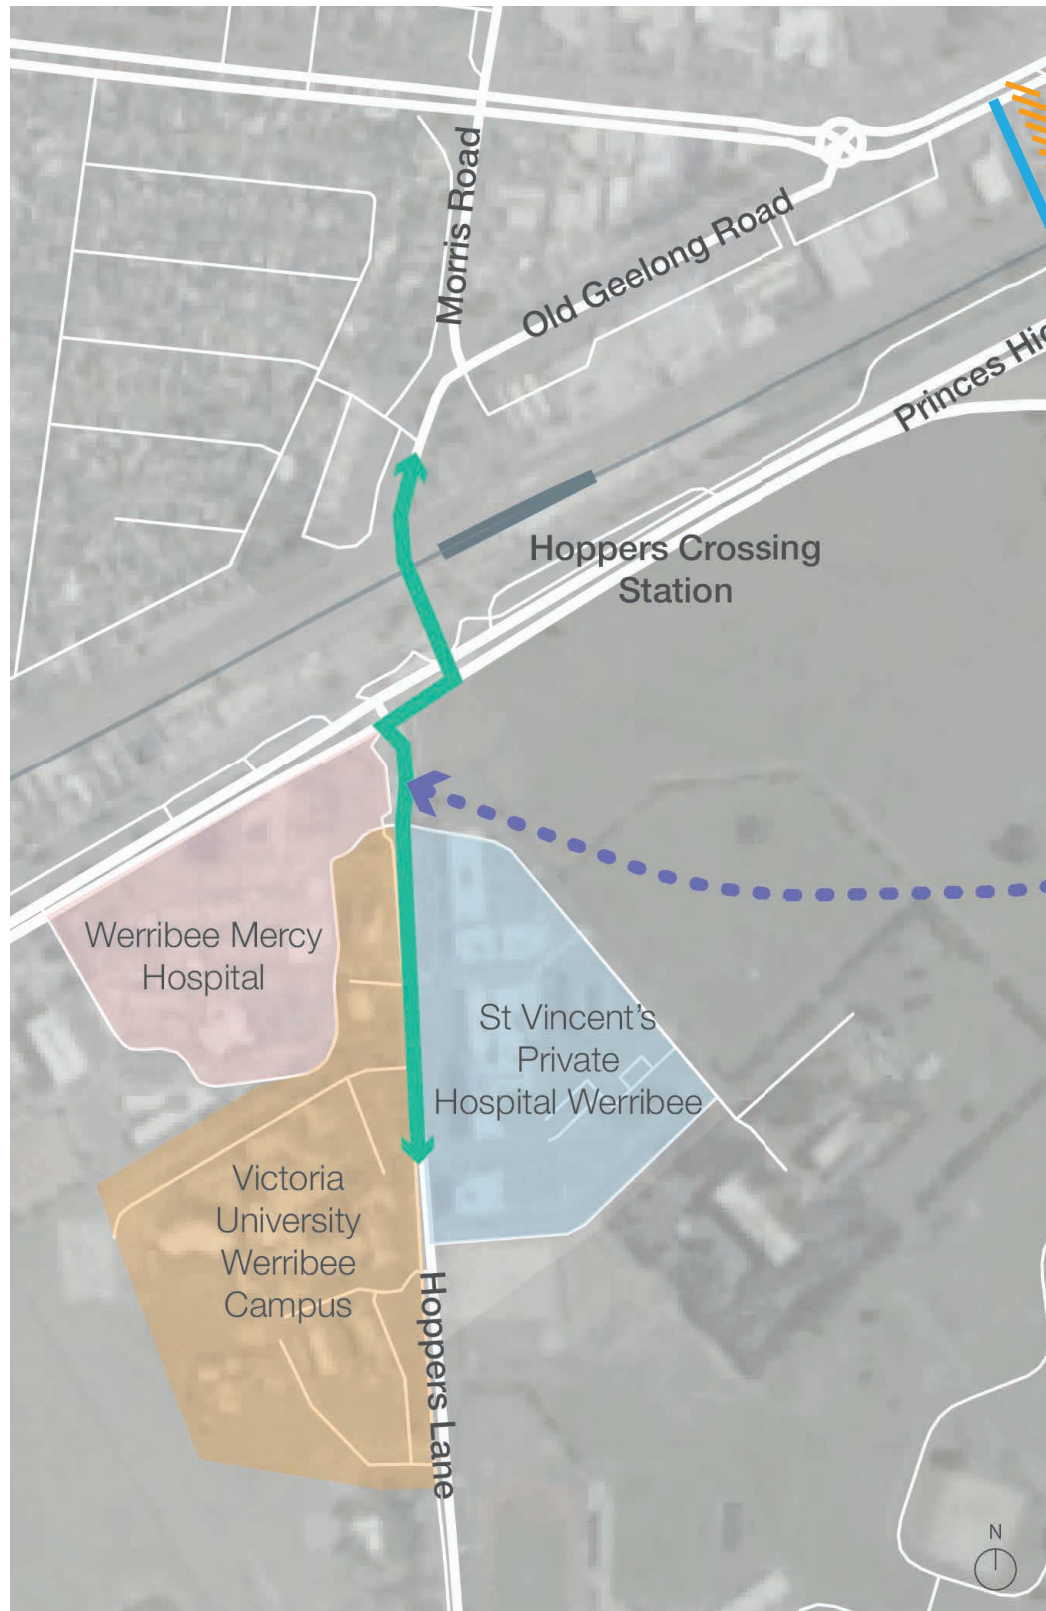 Morris Road
Old Geelong Road
Princes Hig
Hoppers Crossing
Station
Werribee Mercy
Hospital
St Vincent's
Private
Hospital Werribee
Victoria
University
Werribee
Campus
Hoppers Lane
N